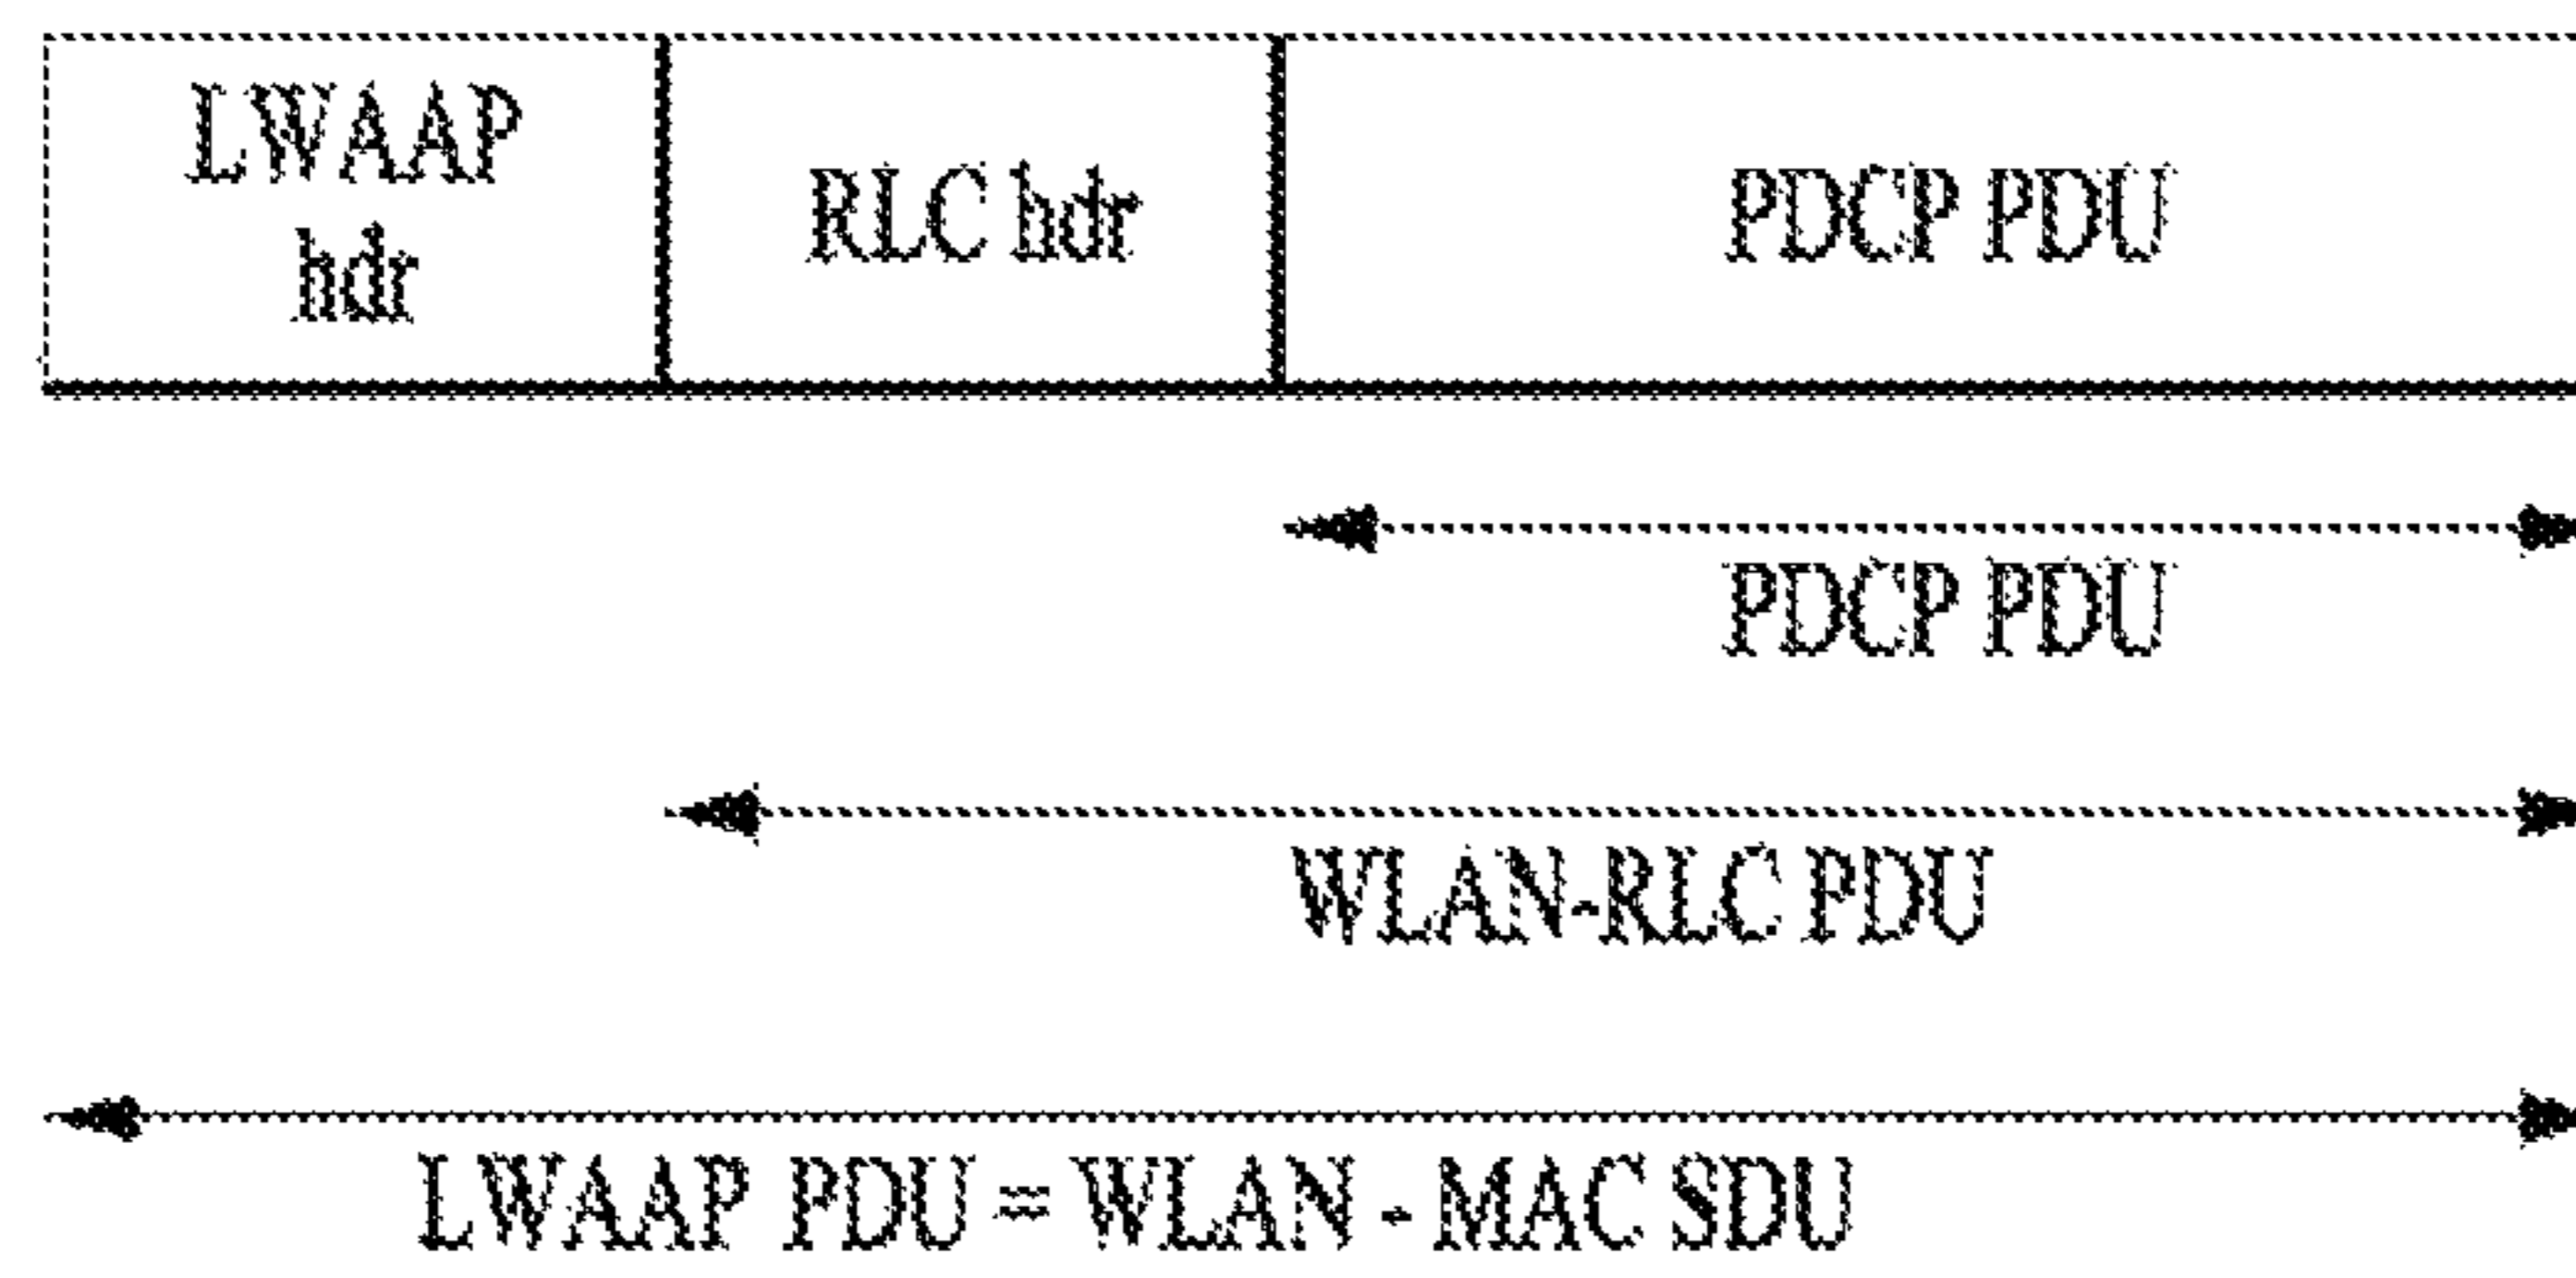 LWAAP
hdr
RLC hdr
PDCP PDU
PDCP PDU
WLAN-RLC PDU
LWAAP PDU = WLAN - MAC SDU